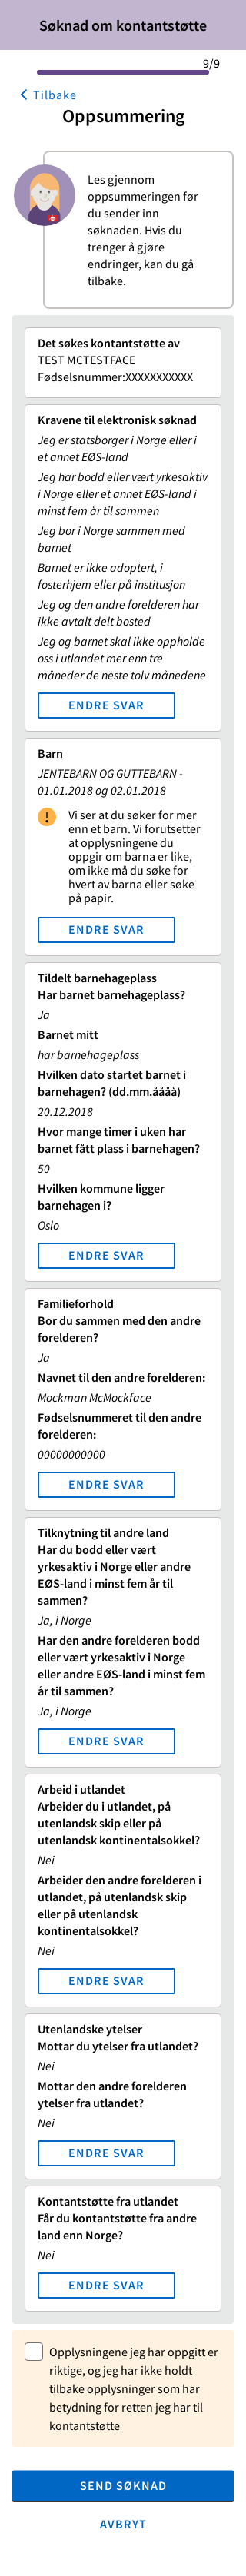 Søknad om kontantstøtte
9/9
Tilbake
Oppsummering
Les gjennom
oppsummeringen før
du sender inn
søknaden. Hvis du
trenger å gjøre
endringer, kan du gå
tilbake.
Det søkes kontantstøtte av
TEST MCTESTFACE
Fødselsnummer:XXXXXXXXXXX
Kravene til elektronisk søknad
Jeg er statsborger i Norge eller i
et annet EØS-land
Jeg har bodd eller vært yrkesaktiv
i Norge eller et annet EØS-land i
minst fem år til sammen
Jeg bor i Norge sammen med
barnet
Barnet er ikke adoptert, i
fosterhjem eller på institusjon
Jeg og den andre forelderen har
ikke avtalt delt bosted
Jeg og barnet skal ikke oppholde
oss i utlandet mer enn tre
måneder de neste tolv månedene
ENDRE SVAR
Barn
JENTEBARN OG GUTTEBARN -
01.01.2018 og 02.01.2018
Vi ser at du søker for mer
enn et barn. Vi forutsetter
at opplysningene du
oppgir om barna er like,
om ikke må du søke for
hvert av barna eller søke
på papir.
ENDRE SVAR
Tildelt barnehageplass
Har barnet barnehageplass?
Ja
Barnet mitt
har barnehageplass
Hvilken dato startet barnet i
barnehagen? (dd.mm.åååå)
20.12.2018
Hvor mange timer i uken har
barnet fått plass i barnehagen?
50
Hvilken kommune ligger
barnehagen i?
Oslo
ENDRE SVAR
Familieforhold
Bor du sammen med den andre
forelderen?
Ja
Navnet til den andre forelderen:
Mockman McMockface
Fødselsnummeret til den andre
forelderen:
00000000000
ENDRE SVAR
Tilknytning til andre land
Har du bodd eller vært
yrkesaktiv i Norge eller andre
EØS-land i minst fem år til
sammen?
Ja, i Norge
Har den andre forelderen bodd
eller vært yrkesaktiv i Norge
eller andre EØS-land i minst fem
år til sammen?
Ja, i Norge
ENDRE SVAR
Arbeid i utlandet
Arbeider du i utlandet, på
utenlandsk skip eller på
utenlandsk kontinentalsokkel?
Nei
Arbeider den andre forelderen i
utlandet, på utenlandsk skip
eller på utenlandsk
kontinentalsokkel?
Nei
ENDRE SVAR
Utenlandske ytelser
Mottar du ytelser fra utlandet?
Nei
Mottar den andre forelderen
ytelser fra utlandet?
Nei
ENDRE SVAR
Kontantstøtte fra utlandet
Får du kontantstøtte fra andre
land enn Norge?
Nei
ENDRE SVAR
Opplysningene jeg har oppgitt er
riktige, og jeg har ikke holdt
tilbake opplysninger som har
betydning for retten jeg har til
kontantstøtte
SEND SØKNAD
AVBRYT